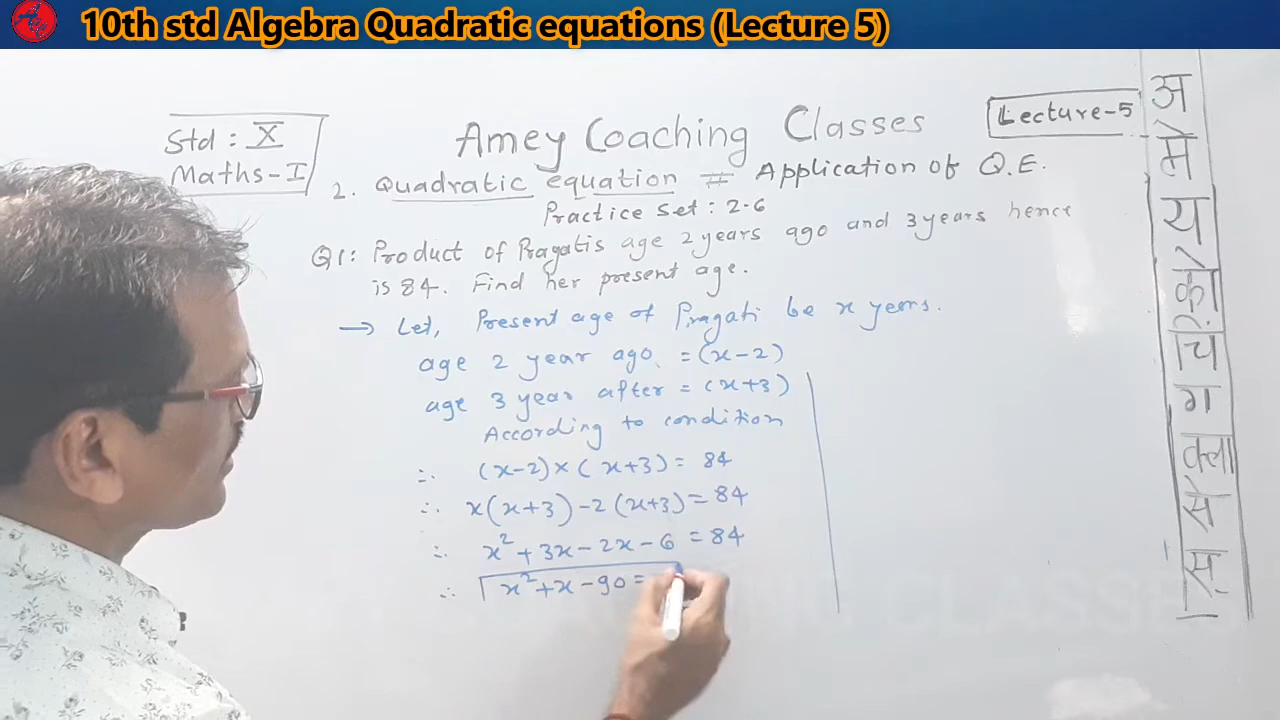 10th std Algebra Quadratic equations (Lecture 5)
Std : X
Maths - I
Amey Coaching Classes
Lecture-5
2. Quadratic equation = Application of Q.E.
Practice Set : 2.6
Q1: Product of Pragatis age 2 years ago and 3 years hence
is 84. Find her present age.
→ Let, Present age of Pragati be x years.
age 2 year ago = (x-2)
age 3 year after = (x+3)
According to condition
∴ (x-2)×(x+3) = 84
∴ x(x+3)-2(x+3) = 84
∴ x²+3x-2x-6 = 84
∴ x²+x-90 =
अमेय कोचिंग क्लासेस